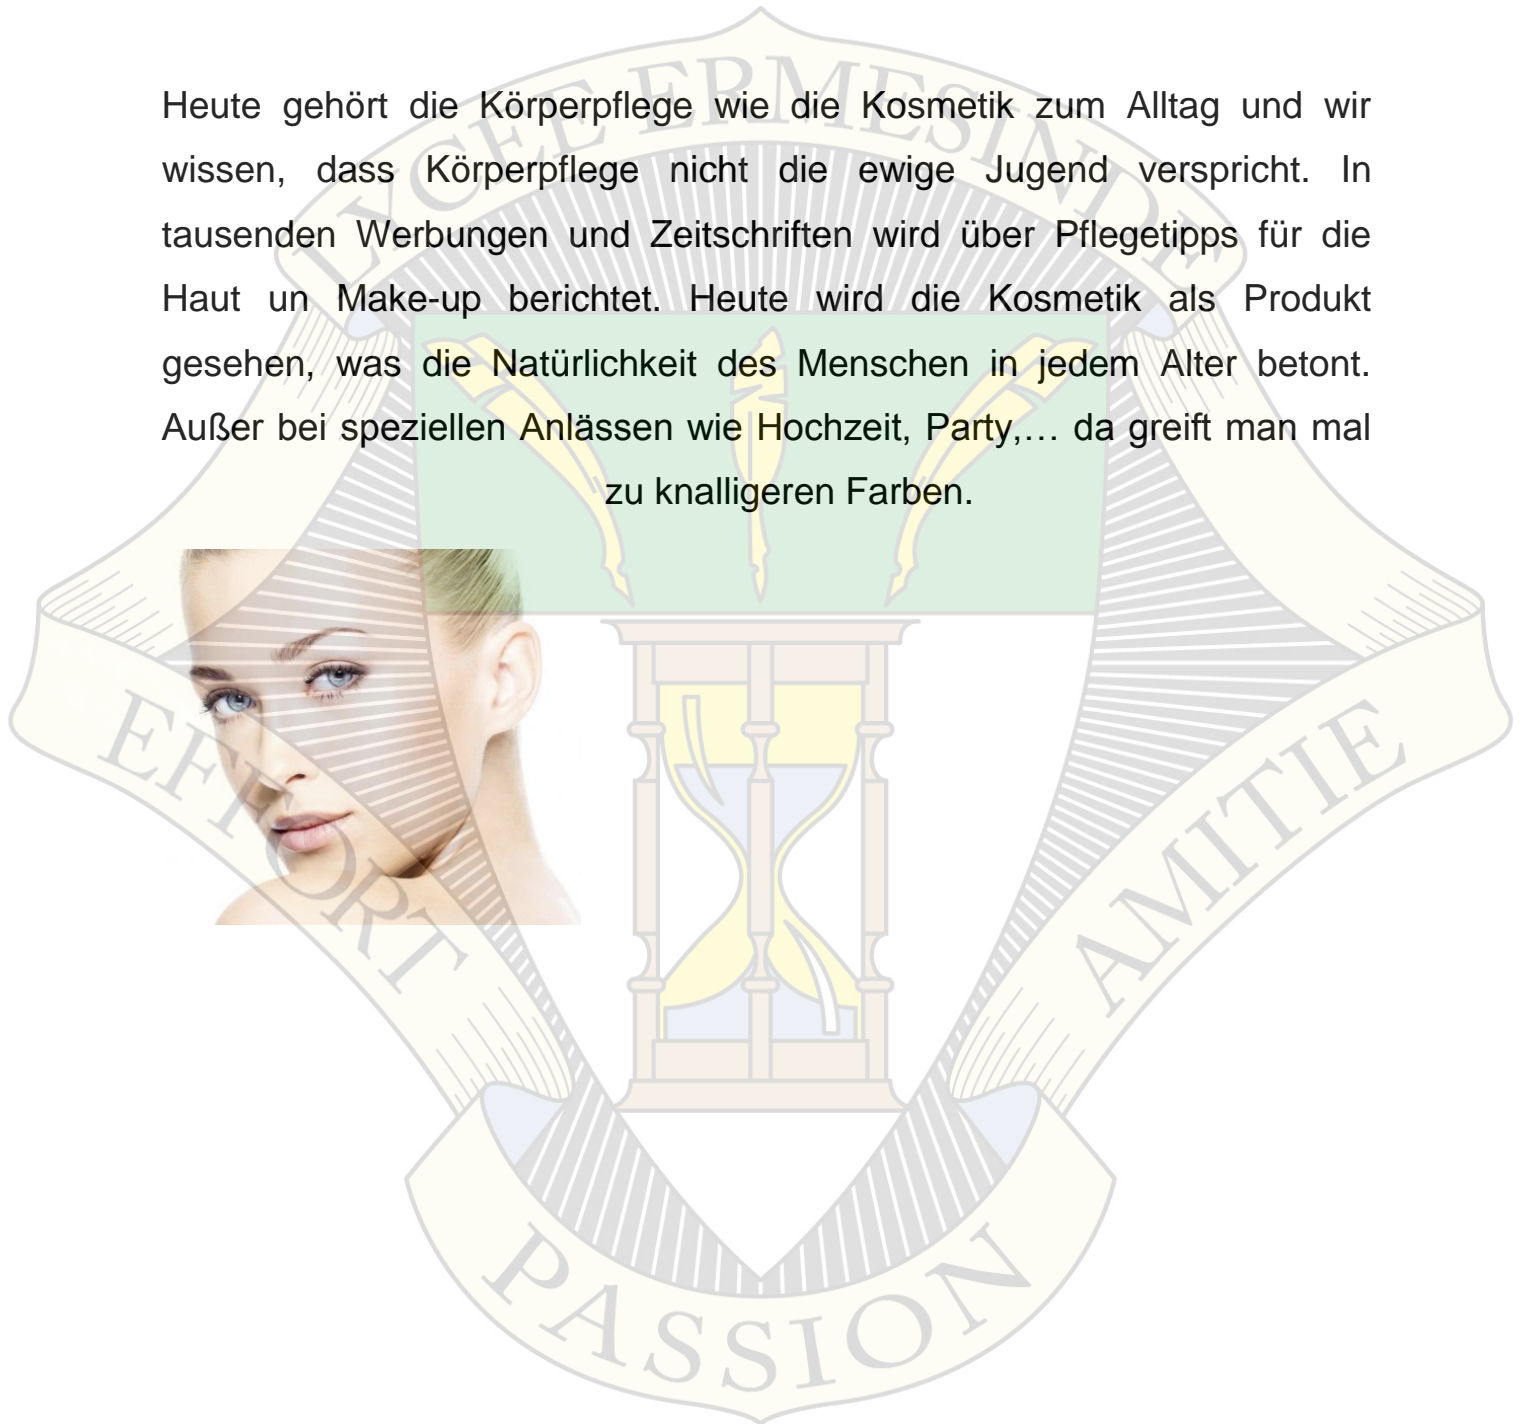 LYCEE ERMESINDE
Heute gehört die Körperpflege wie die Kosmetik zum Alltag und wir
wissen, dass Körperpflege nicht die ewige Jugend verspricht. In
tausenden Werbungen und Zeitschriften wird über Pflegetipps für die
Haut un Make-up berichtet. Heute wird die Kosmetik als Produkt
gesehen, was die Natürlichkeit des Menschen in jedem Alter betont.
Außer bei speziellen Anlässen wie Hochzeit, Party,… da greift man mal
zu knalligeren Farben.
EFFORT
AMITIE
PASSION